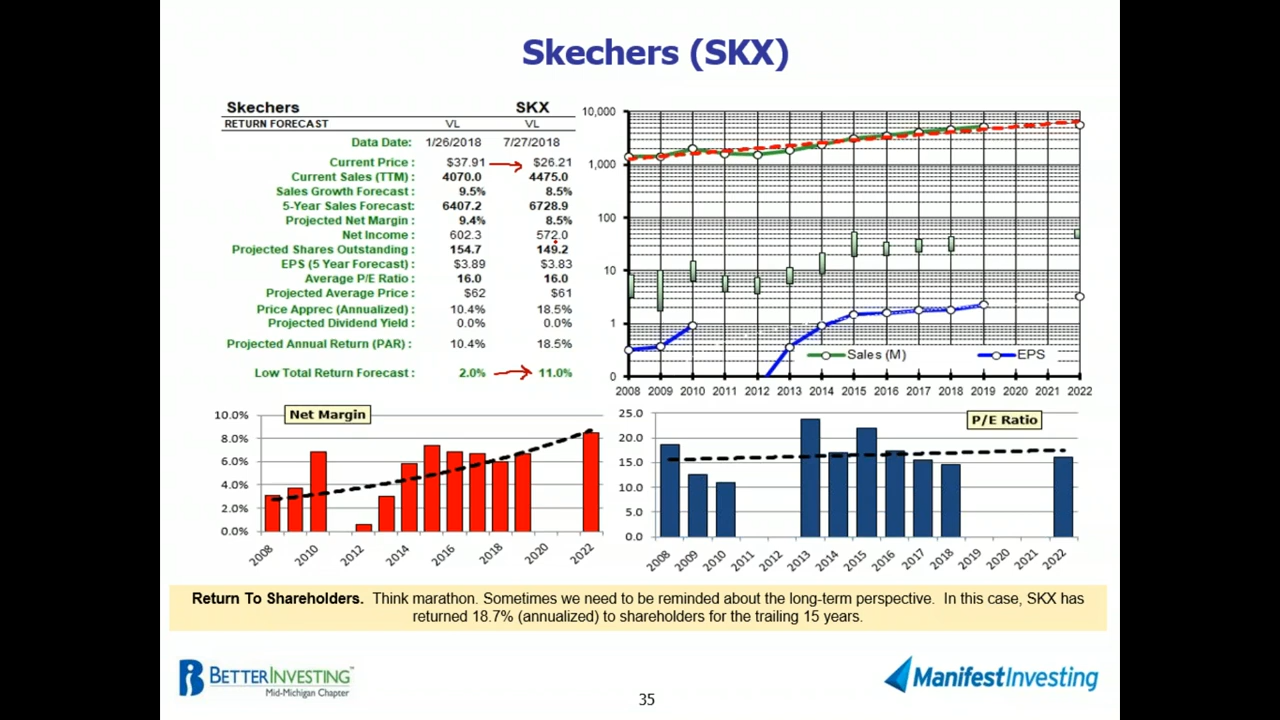 Skechers (SKX)
Skechers SKX
RETURN FORECAST VL VL
Data Date: 1/26/2018 7/27/2018
Current Price : $37.91 $26.21
Current Sales (TTM) : 4070.0 4475.0
Sales Growth Forecast : 9.5% 8.5%
5-Year Sales Forecast: 6407.2 6728.9
Projected Net Margin : 9.4% 8.5%
Net Income : 602.3 572.0
Projected Shares Outstanding : 154.7 149.2
EPS (5 Year Forecast) : $3.89 $3.83
Average P/E Ratio : 16.0 16.0
Projected Average Price : $62 $61
Price Apprec (Annualized) : 10.4% 18.5%
Projected Dividend Yield : 0.0% 0.0%
Projected Annual Return (PAR) : 10.4% 18.5%
Low Total Return Forecast : 2.0% 11.0%
10,000
1,000
100
10
1
0
Sales (M) EPS
2008 2009 2010 2011 2012 2013 2014 2015 2016 2017 2018 2019 2020 2021 2022
Net Margin
10.0%
8.0%
6.0%
4.0%
2.0%
0.0%
2008 2010 2012 2014 2016 2018 2020 2022
P/E Ratio
25.0
20.0
15.0
10.0
5.0
0.0
2008 2009 2010 2011 2012 2013 2014 2015 2016 2017 2018 2019 2020 2021 2022
Return To Shareholders. Think marathon. Sometimes we need to be reminded about the long-term perspective. In this case, SKX has
returned 18.7% (annualized) to shareholders for the trailing 15 years.
BETTERINVESTING™
Mid-Michigan Chapter
35
ManifestInvesting